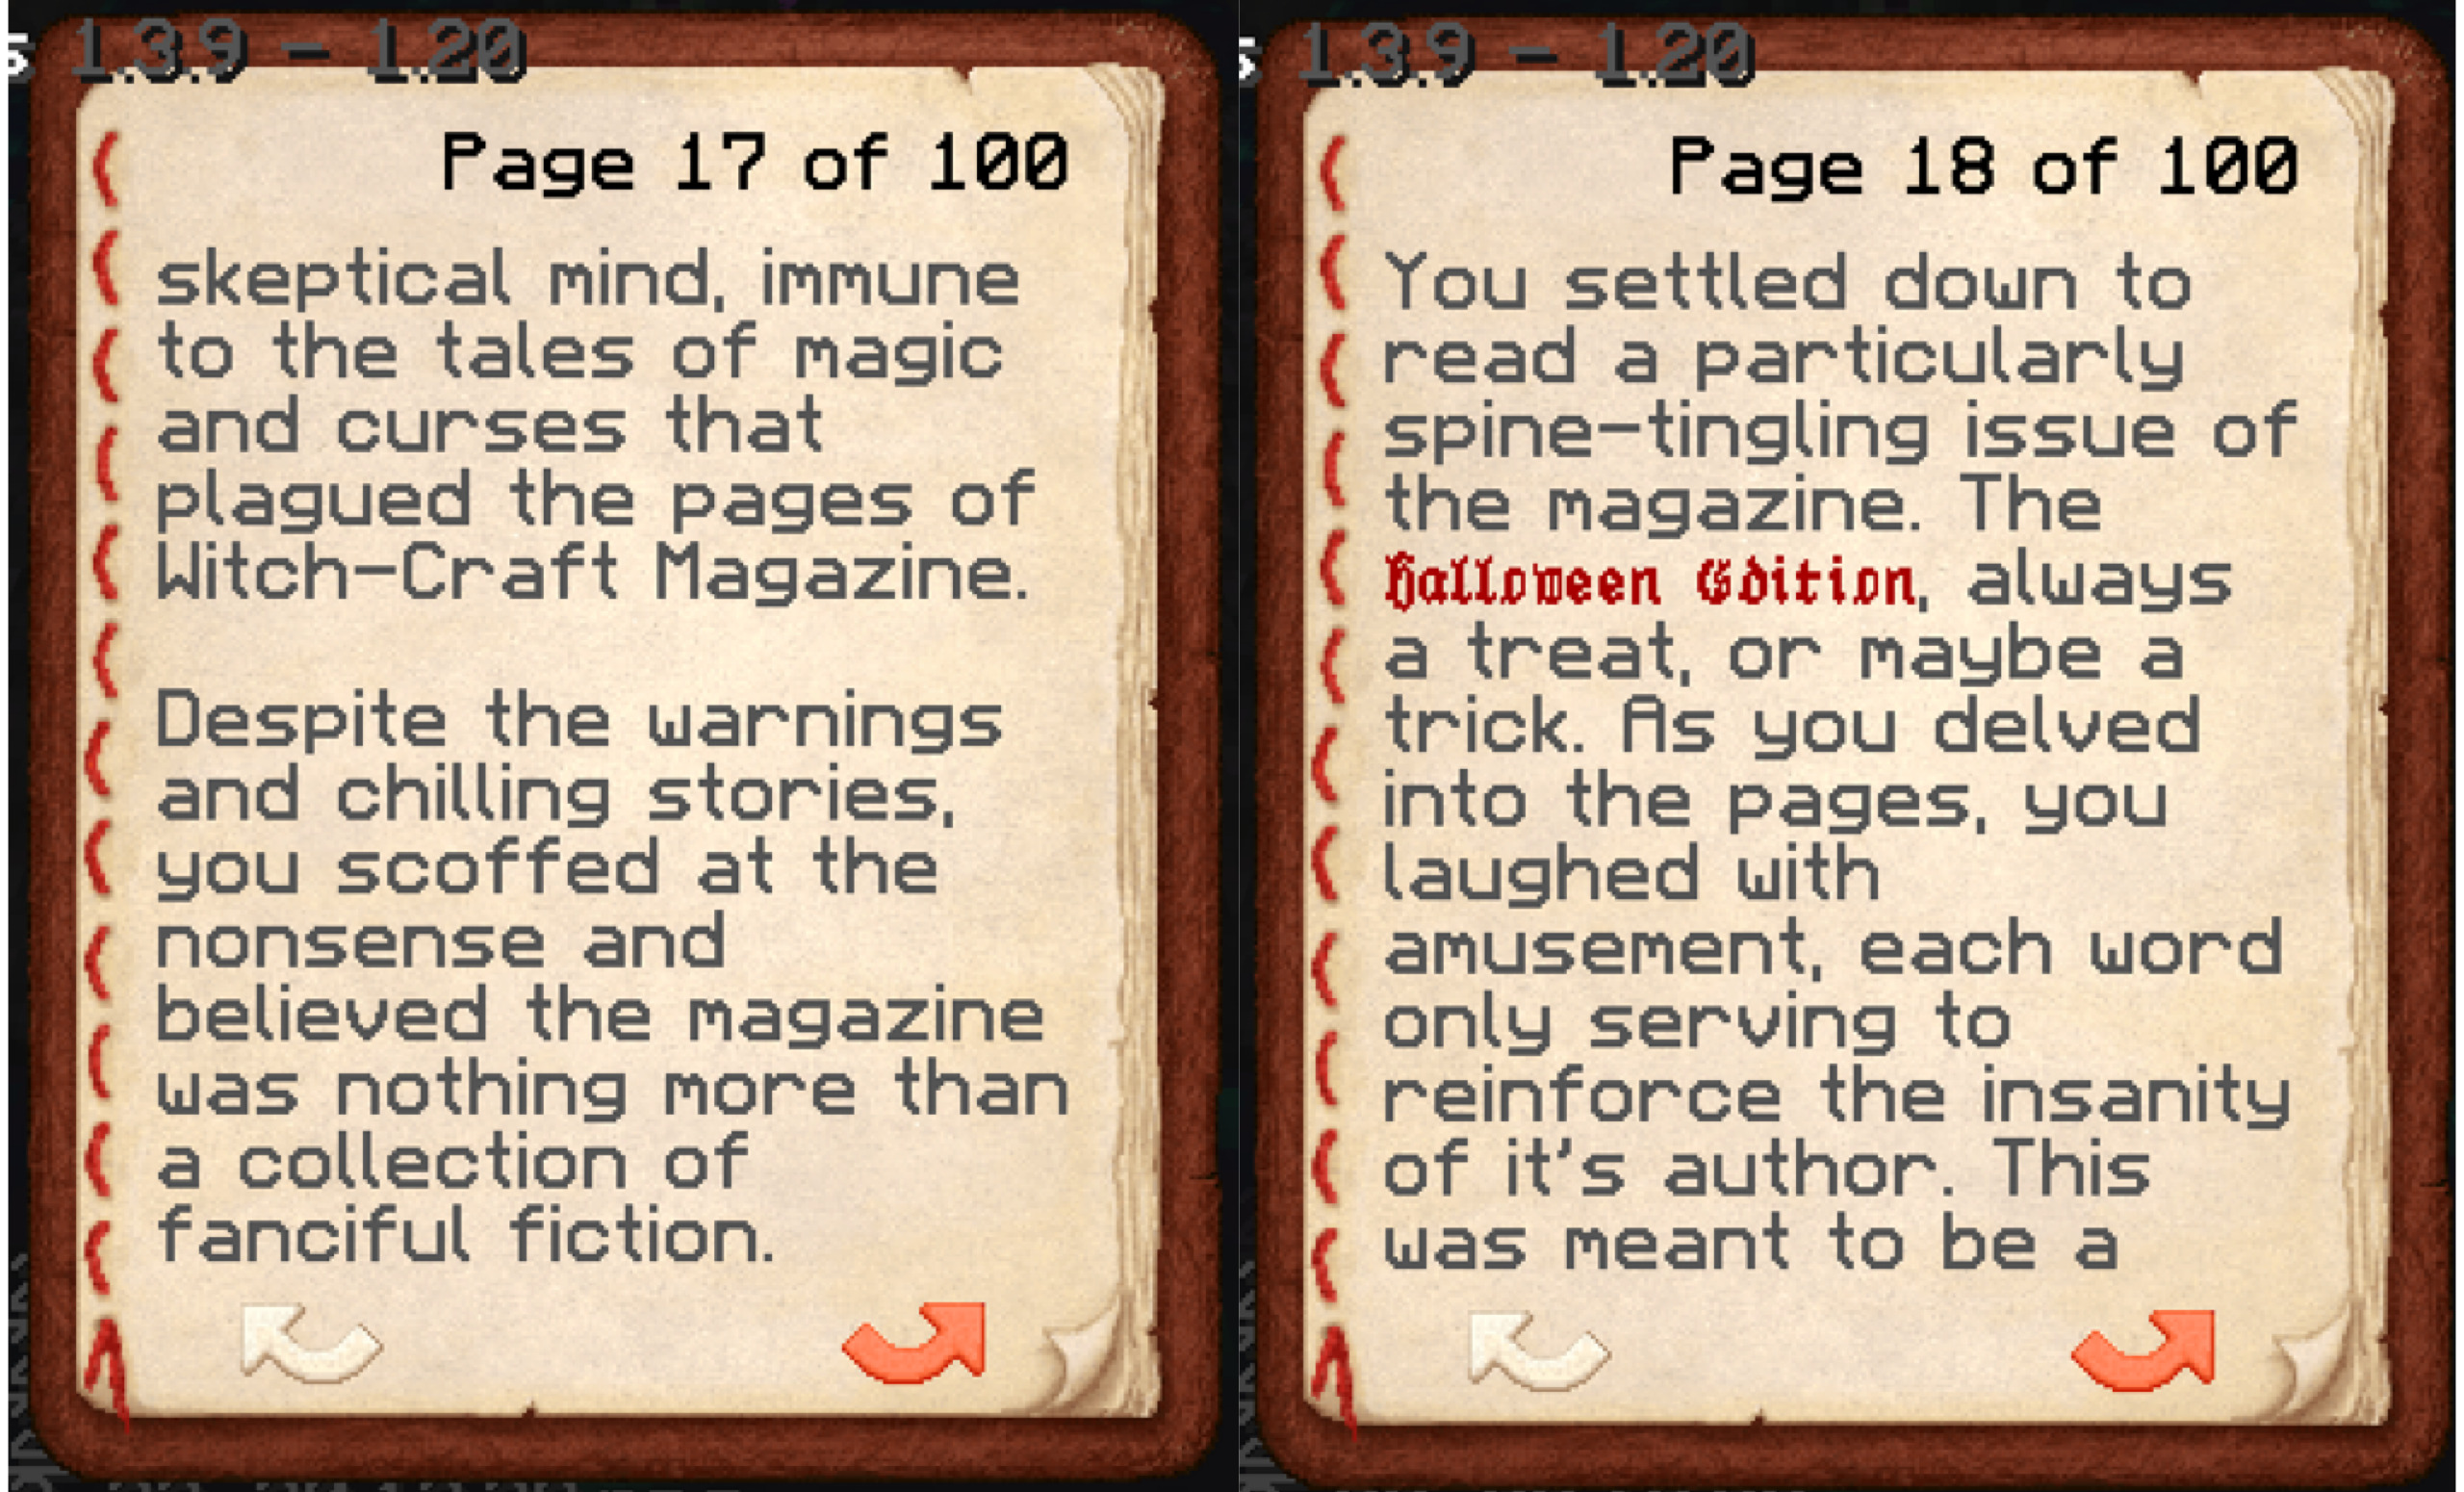 1.3.9 - 1.20
Page 17 of 100
skeptical mind, immune
to the tales of magic
and curses that
plagued the pages of
Witch-Craft Magazine.
Despite the warnings
and chilling stories,
you scoffed at the
nonsense and
believed the magazine
was nothing more than
a collection of
fanciful fiction.
1.3.9 - 1.20
Page 18 of 100
You settled down to
read a particularly
spine-tingling issue of
the magazine. The
Halloween Edition, always
a treat, or maybe a
trick. As you delved
into the pages, you
laughed with
amusement, each word
only serving to
reinforce the insanity
of it's author. This
was meant to be a